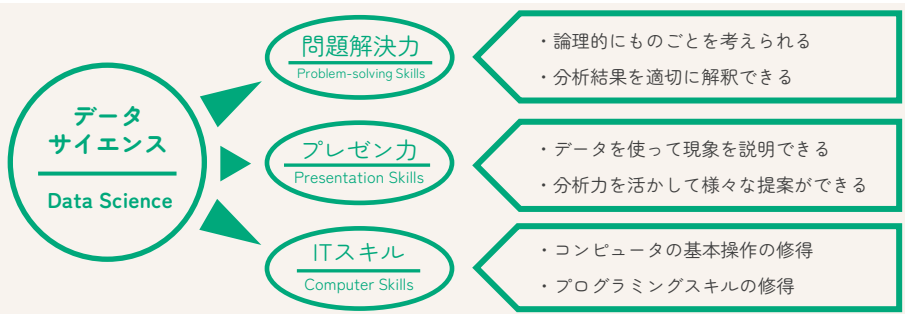 データ
サイエンス
Data Science
問題解決力
Problem-solving Skills
・論理的にものごとを考えられる
・分析結果を適切に解釈できる
プレゼン力
Presentation Skills
・データを使って現象を説明できる
・分析力を活かして様々な提案ができる
ITスキル
Computer Skills
・コンピュータの基本操作の修得
・プログラミングスキルの修得